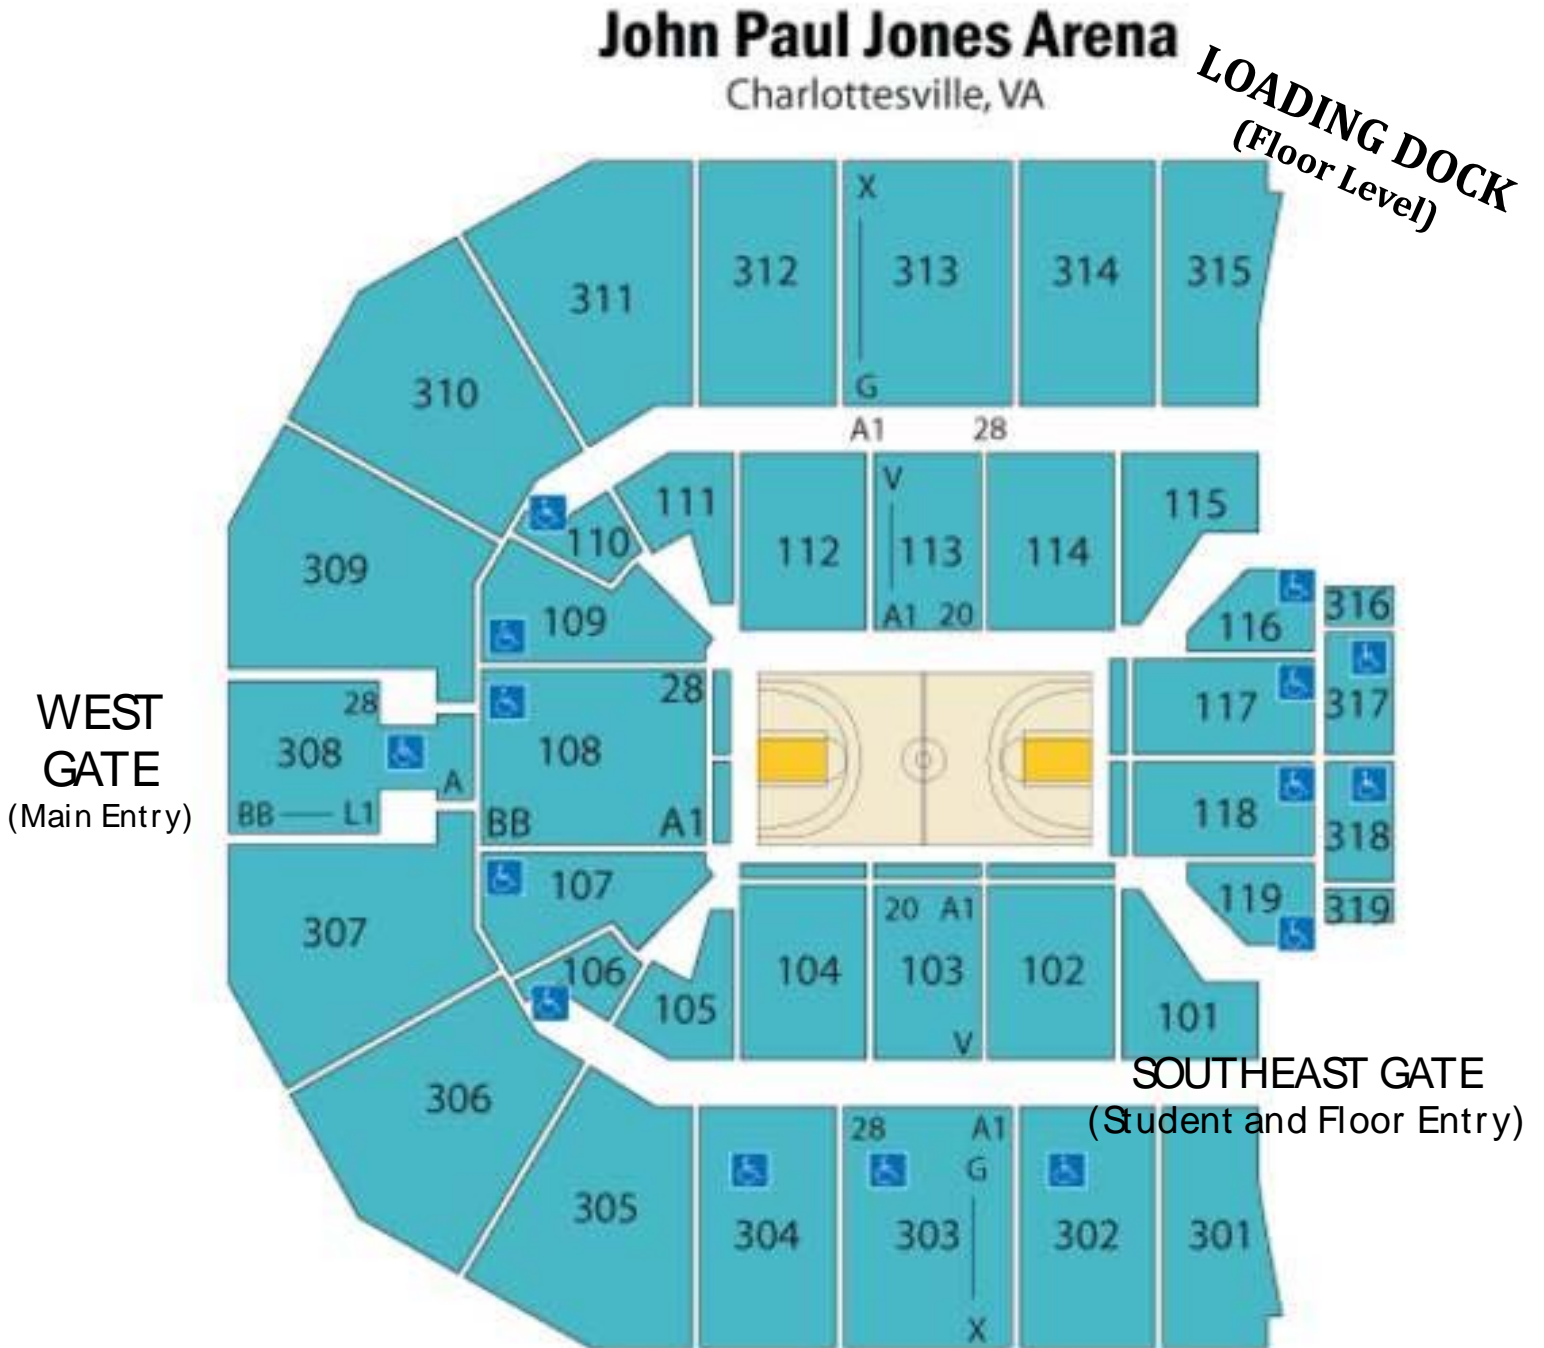 John Paul Jones Arena
Charlottesville, VA
LOADING DOCK
(Floor Level)
X
312
313
314
315
311
G
310
A1 28
V
111
115
110
112
113
114
309
316
109
A1 20
116
28
317
WEST
GATE
(Main Entry)
28
117
308
108
A
BB L1
BB A1
118
318
107
119
319
307
20 A1
106
104
103
102
105
101
V
SOUTHEAST GATE
(Student and Floor Entry)
306
28 A1
G
305
304
303
302
301
X